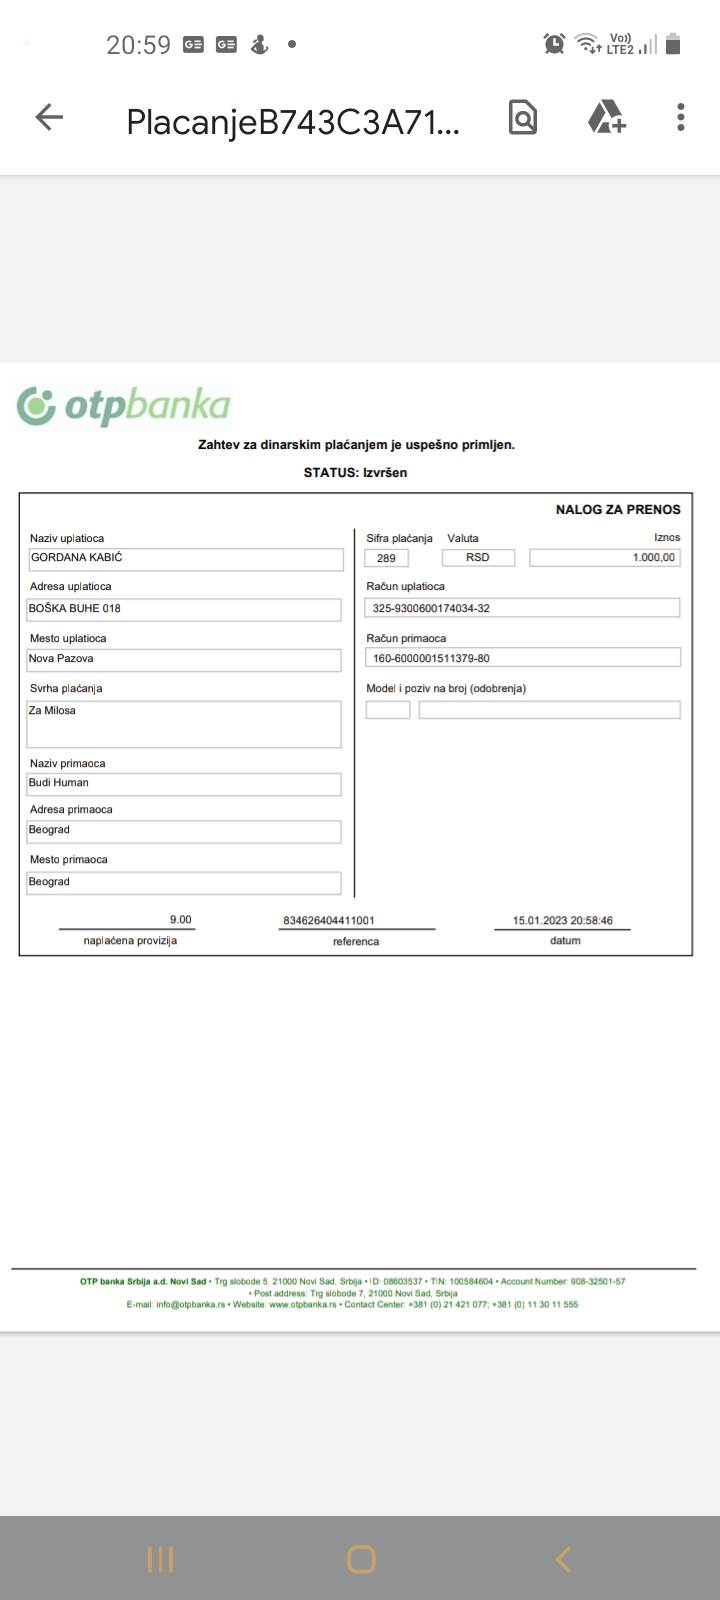 20:59 GE GE Vo)) LTE2
PlacanjeB743C3A71...
otpbanka
Zahtev za dinarskim plaćanjem je uspešno primljen.
STATUS: Izvršen
NALOG ZA PRENOS
Naziv uplatioca
GORDANA KABIĆ
Adresa uplatioca
BOŠKA BUHE 018
Mesto uplatioca
Nova Pazova
Svrha plaćanja
Za Milosa
Naziv primaoca
Budi Human
Adresa primaoca
Beograd
Mesto primaoca
Beograd
Sifra plaćanja Valuta Iznos
289 RSD 1.000,00
Račun uplatioca
325-9300600174034-32
Račun primaoca
160-6000001511379-80
Model i poziv na broj (odobrenja)
9.00 834626404411001 15.01.2023 20:58:46
naplaćena provizija referenca datum
OTP banka Srbija a.d. Novi Sad • Trg slobode 5, 21000 Novi Sad, Srbija • ID: 08603537 • TIN: 100584604 • Account Number: 908-32501-57
• Post address: Trg slobode 7, 21000 Novi Sad, Srbija
E-mail: info@otpbanka.rs • Website: www.otpbanka.rs • Contact Center: +381 (0) 21 421 077; +381 (0) 11 30 11 555